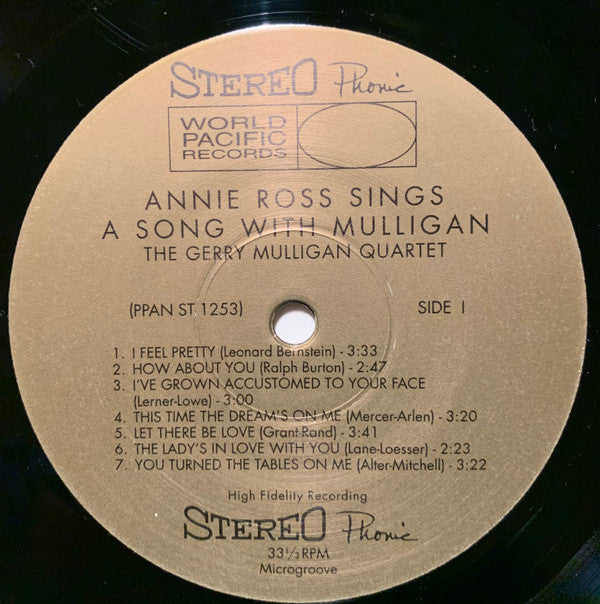 STEREO Phonic
WORLD
PACIFIC
RECORDS
ANNIE ROSS SINGS
A SONG WITH MULLIGAN
THE GERRY MULLIGAN QUARTET
(PPAN ST 1253) SIDE 1
1. I FEEL PRETTY (Leonard Bernstein) - 3:33
2. HOW ABOUT YOU (Ralph Burton) - 2:47
3. I'VE GROWN ACCUSTOMED TO YOUR FACE
(Lerner-Lowe) - 3:00
4. THIS TIME THE DREAM'S ON ME (Mercer-Arlen) - 3:20
5. LET THERE BE LOVE (Grant-Rand) - 3:41
6. THE LADY'S IN LOVE WITH YOU (Lane-Loesser) - 2:23
7. YOU TURNED THE TABLES ON ME (Alter-Mitchell) - 3:22
High Fidelity Recording
STEREO Phonic
33 1/3 RPM
Microgroove